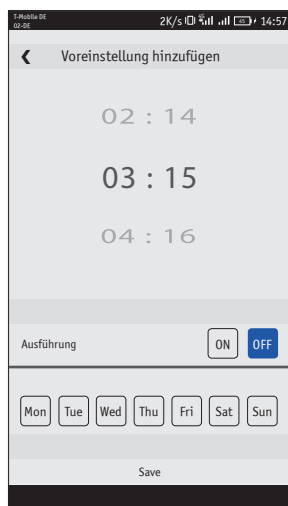 T-Mobile DE
02-DE
2K/s 45 14:57
Voreinstellung hinzufügen
02 : 14
03 : 15
04 : 16
Ausführung ON OFF
Mon Tue Wed Thu Fri Sat Sun
Save